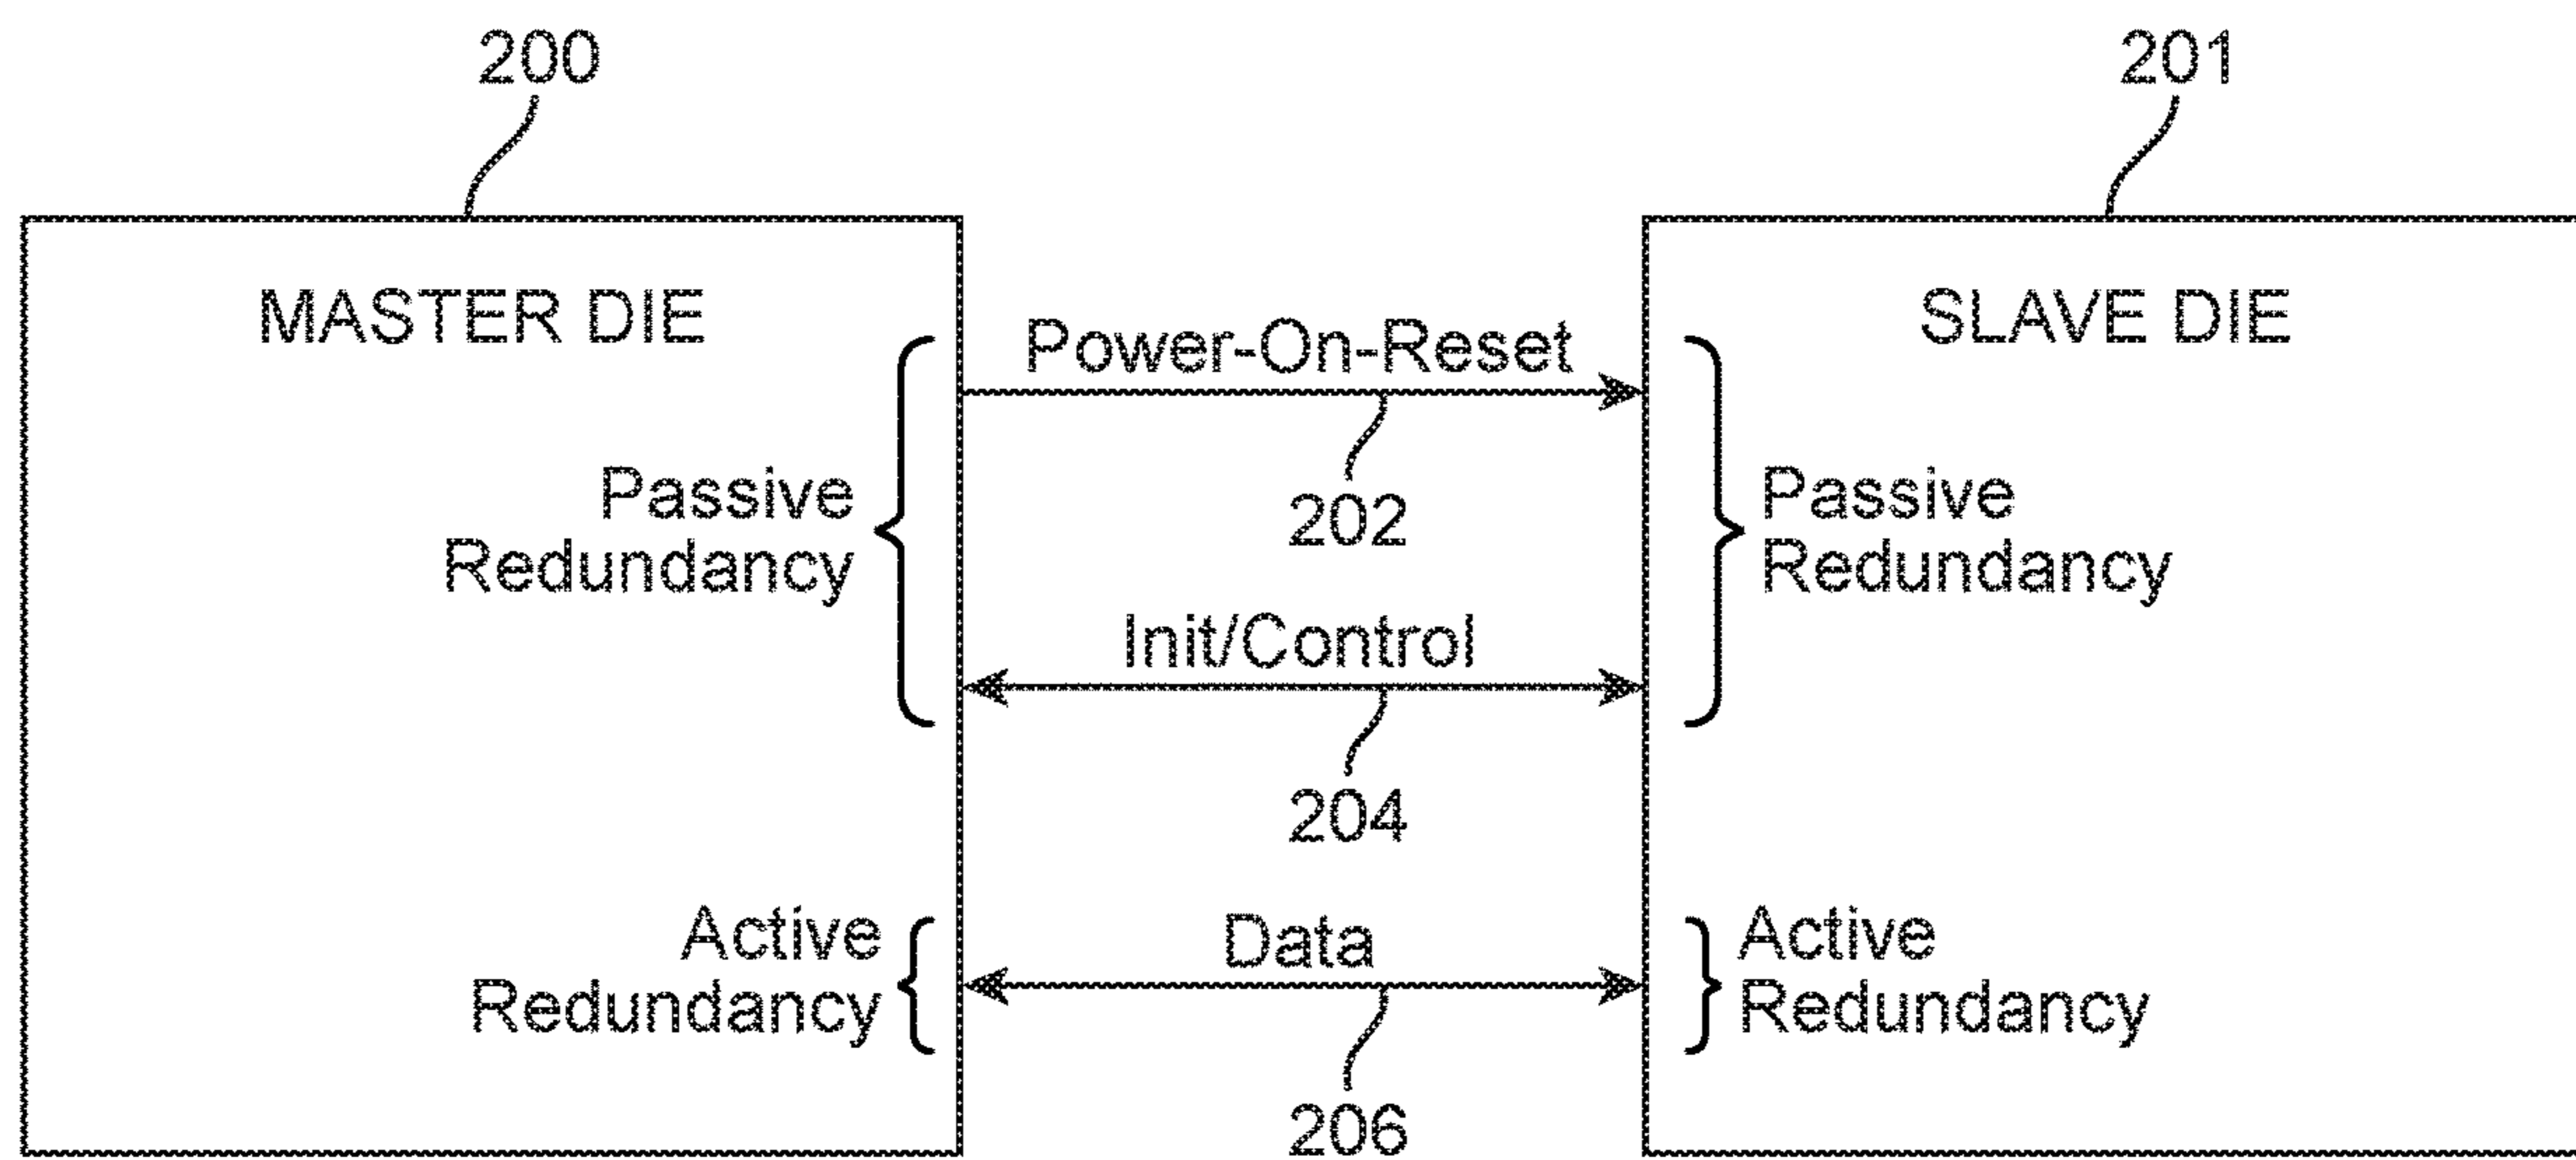 200
201
MASTER DIE
SLAVE DIE
Power-On-Reset
202
Passive
Redundancy
Passive
Redundancy
Init/Control
204
Active
Redundancy
Data
Active
Redundancy
206